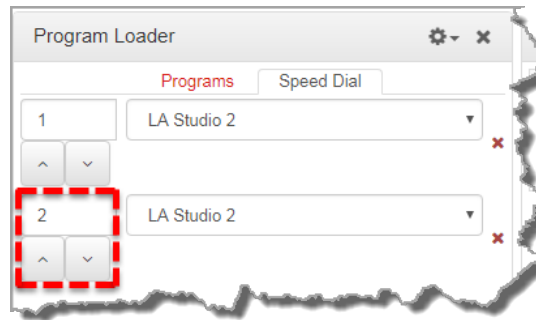 Program Loader
Programs Speed Dial
1 LA Studio 2
2 LA Studio 2